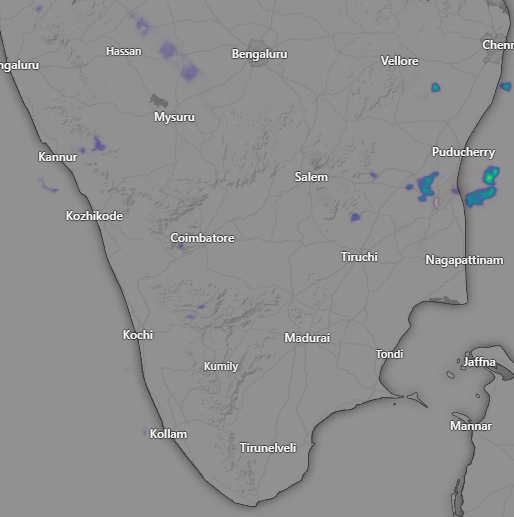 Hassan
Bengaluru
Chenn
ngaluru
Vellore
Mysuru
Kannur
Puducherry
Salem
Kozhikode
Coimbatore
Tiruchi
Nagapattinam
Kochi
Madurai
Tondi
Kumily
Jaffna
Kollam
Mannar
Tirunelveli